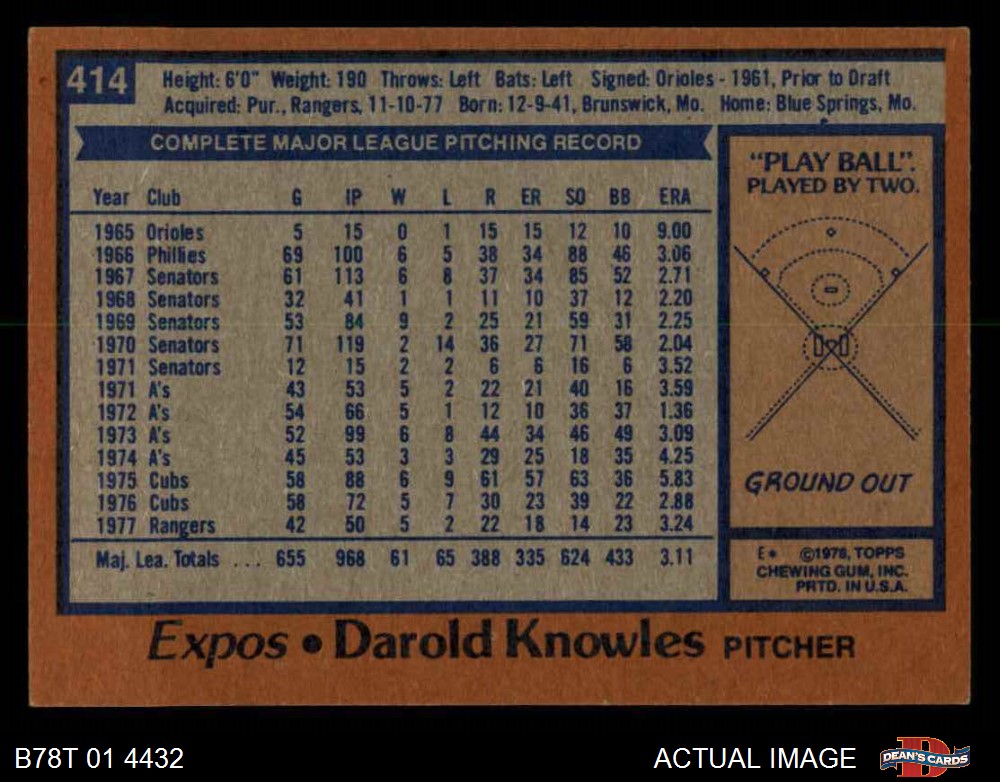 414
Height: 6'0" Weight: 190 Throws: Left Bats: Left Signed: Orioles - 1961, Prior to Draft
Acquired: Pur., Rangers, 11-10-77 Born: 12-9-41, Brunswick, Mo. Home: Blue Springs, Mo.
COMPLETE MAJOR LEAGUE PITCHING RECORD
Year Club G IP W L R ER SO BB ERA
1965 Orioles 5 15 0 1 15 15 12 10 9.00
1966 Phillies 69 100 6 5 38 34 88 46 3.06
1967 Senators 61 113 6 8 37 34 85 52 2.71
1968 Senators 32 41 1 1 11 10 37 12 2.20
1969 Senators 53 84 9 2 25 21 59 31 2.25
1970 Senators 71 119 2 14 36 27 71 58 2.04
1971 Senators 12 15 2 2 6 6 16 6 3.52
1971 A's 43 53 5 2 22 21 40 16 3.59
1972 A's 54 66 5 1 12 10 36 37 1.36
1973 A's 52 99 6 8 44 34 46 49 3.09
1974 A's 45 53 3 3 29 25 18 35 4.25
1975 Cubs 58 88 6 9 61 57 63 36 5.83
1976 Cubs 58 72 5 7 30 23 39 22 2.88
1977 Rangers 42 50 5 2 22 18 14 23 3.24
Maj. Lea. Totals ... 655 968 61 65 388 335 624 433 3.11
"PLAY BALL".
PLAYED BY TWO.
GROUND OUT
E* ©1978, TOPPS
CHEWING GUM, INC.
PRTD. IN U.S.A.
Expos • Darold Knowles PITCHER
B78T 01 4432
ACTUAL IMAGE
DEAN'S CARDS